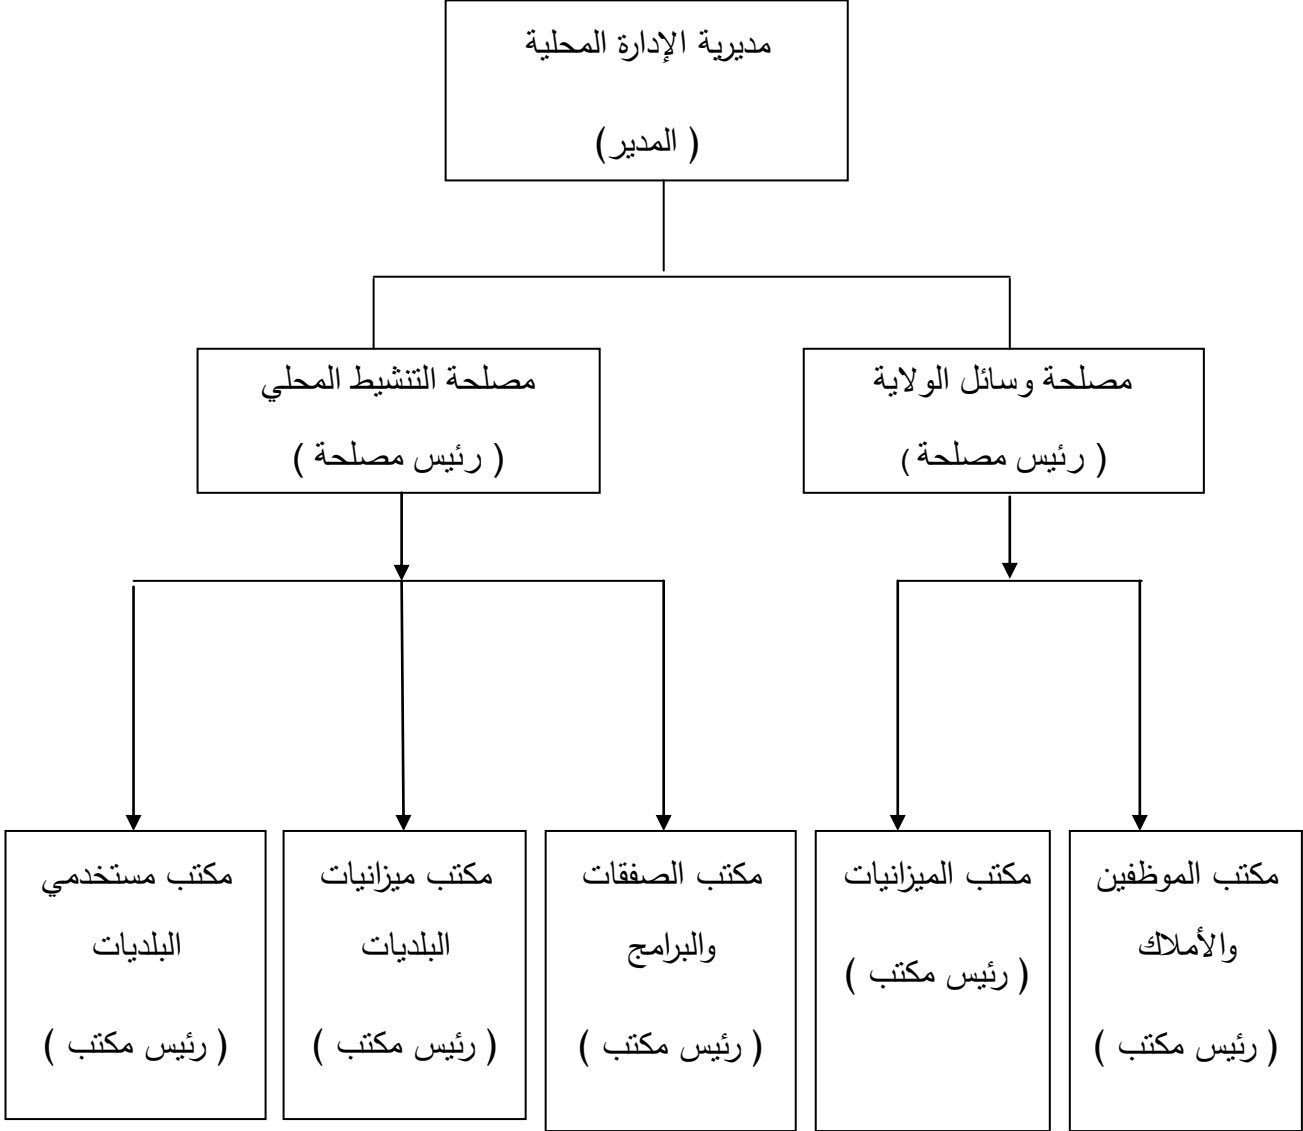 مديرية الإدارة المحلية
( المدير)
مصلحة وسائل الولاية
( رئيس مصلحة )
مصلحة التنشيط المحلي
( رئيس مصلحة )
مكتب الموظفين
والأملاك
( رئيس مكتب )
مكتب الميزانيات
( رئيس مكتب )
مكتب الصفقات
والبرامج
( رئيس مكتب )
مكتب ميزانيات
البلديات
( رئيس مكتب )
مكتب مستخدمي
البلديات
( رئيس مكتب )